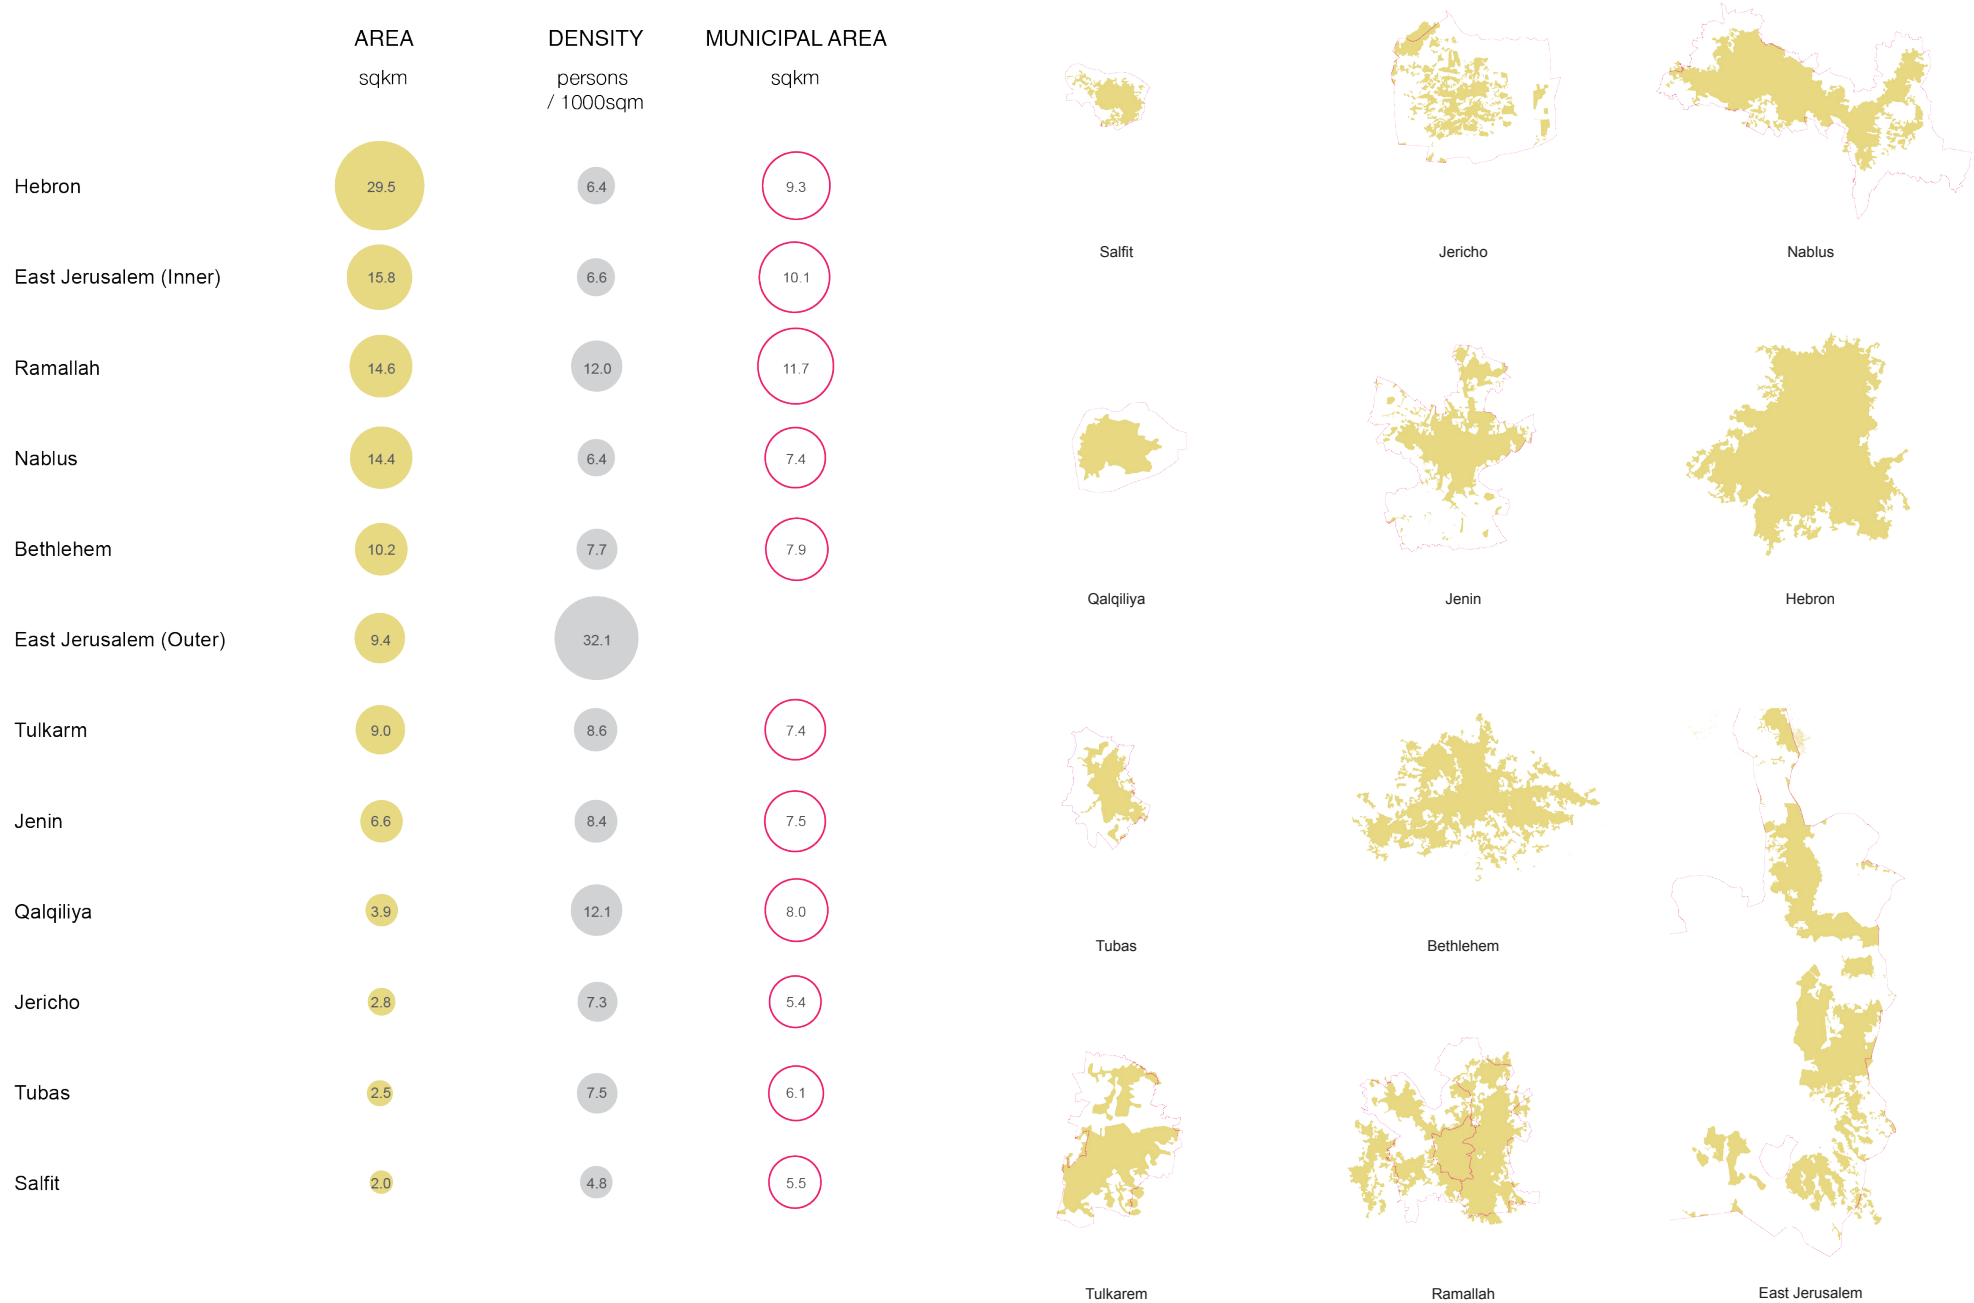 AREA DENSITY MUNICIPAL AREA
sqkm persons sqkm
/ 1000sqm
Hebron 29.5 6.4 9.3
East Jerusalem (Inner) 15.8 6.6 10.1
Ramallah 14.6 12.0 11.7
Nablus 14.4 6.4 7.4
Bethlehem 10.2 7.7 7.9
East Jerusalem (Outer) 9.4 32.1
Tulkarm 9.0 8.6 7.4
Jenin 6.6 8.4 7.5
Qalqiliya 3.9 12.1 8.0
Jericho 2.8 7.3 5.4
Tubas 2.5 7.5 6.1
Salfit 2.0 4.8 5.5
Salfit Jericho Nablus
Qalqiliya Jenin Hebron
Tubas Bethlehem
Tulkarem Ramallah East Jerusalem